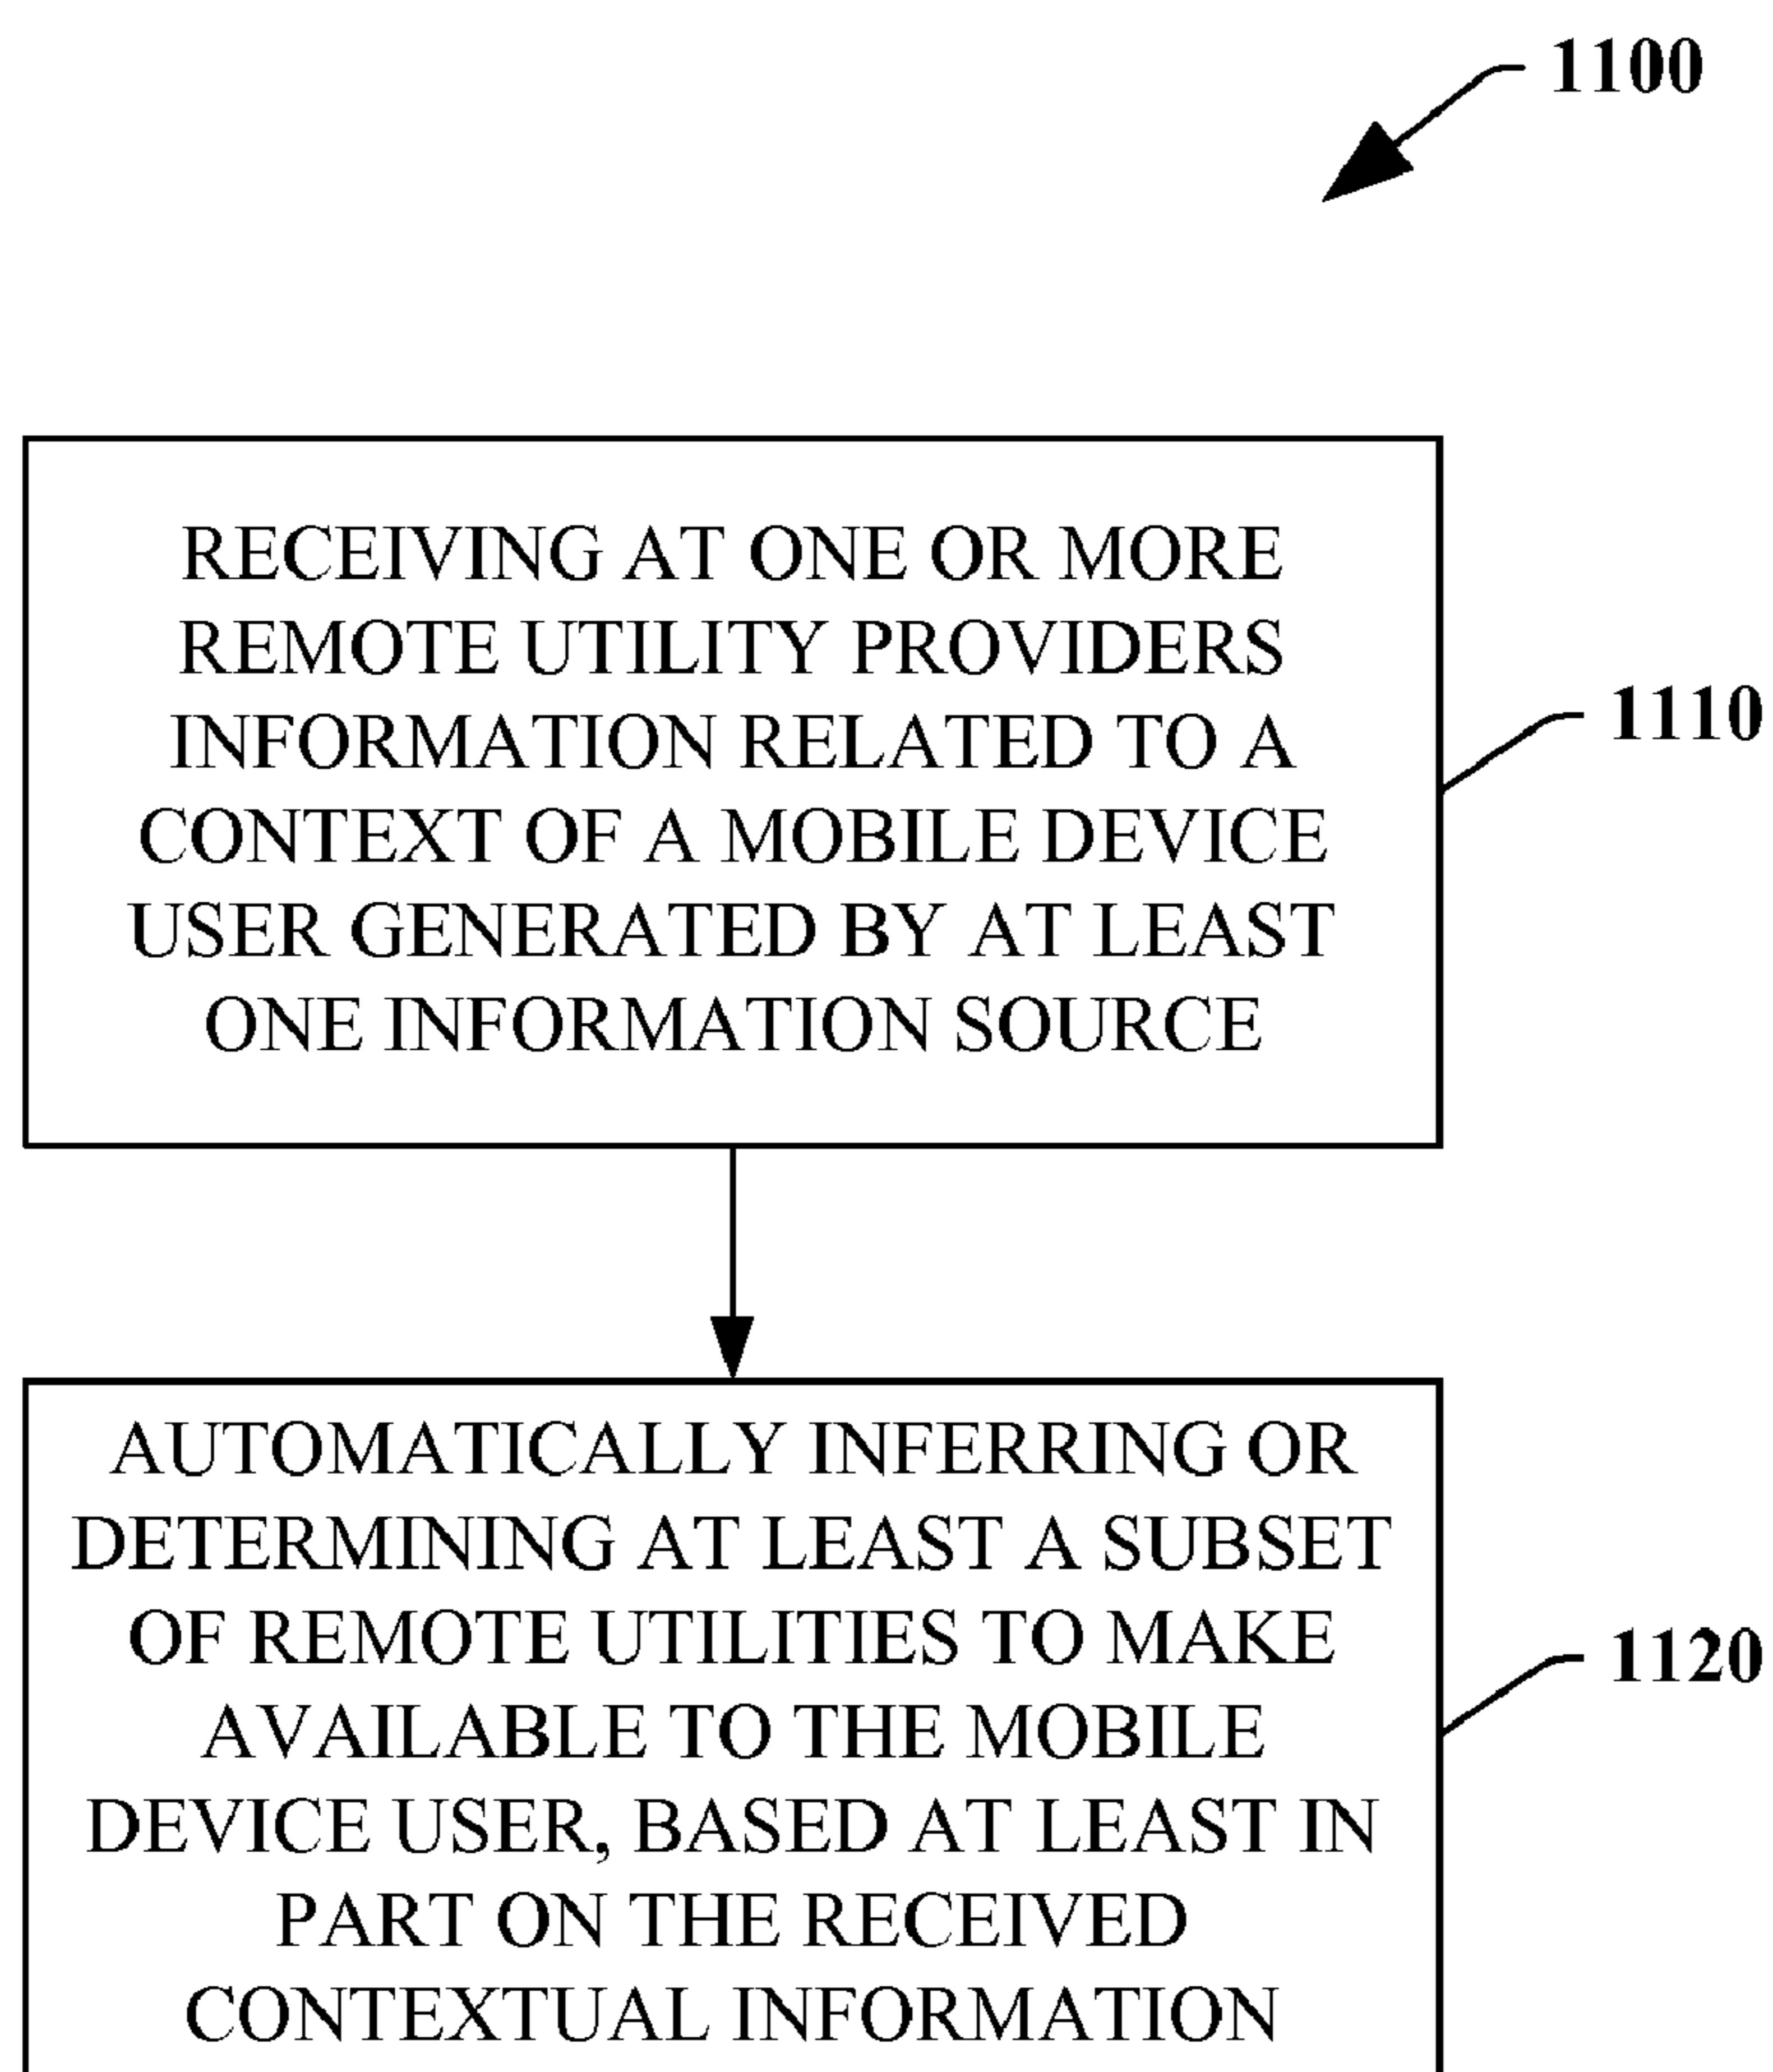 1100
RECEIVING AT ONE OR MORE
REMOTE UTILITY PROVIDERS
INFORMATION RELATED TO A
CONTEXT OF A MOBILE DEVICE
USER GENERATED BY AT LEAST
ONE INFORMATION SOURCE
1110
AUTOMATICALLY INFERRING OR
DETERMINING AT LEAST A SUBSET
OF REMOTE UTILITIES TO MAKE
AVAILABLE TO THE MOBILE
DEVICE USER, BASED AT LEAST IN
PART ON THE RECEIVED
CONTEXTUAL INFORMATION
1120